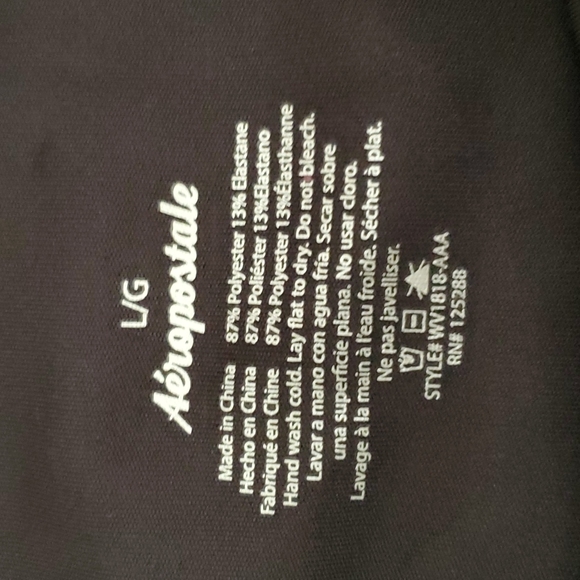 L/G
Aéropostale
Made in China 87% Polyester 13% Elastane
Hecho en China 87% Poliéster 13%Elastano
Fabriqué en Chine 87% Polyester 13%Élasthanne
Hand wash cold. Lay flat to dry. Do not bleach.
Lavar a mano con agua fría. Secar sobre
una superficie plana. No usar cloro.
Lavage à la main à l'eau froide. Sécher à plat.
Ne pas javelliser.
STYLE# WV1818-AAA
RN# 125288